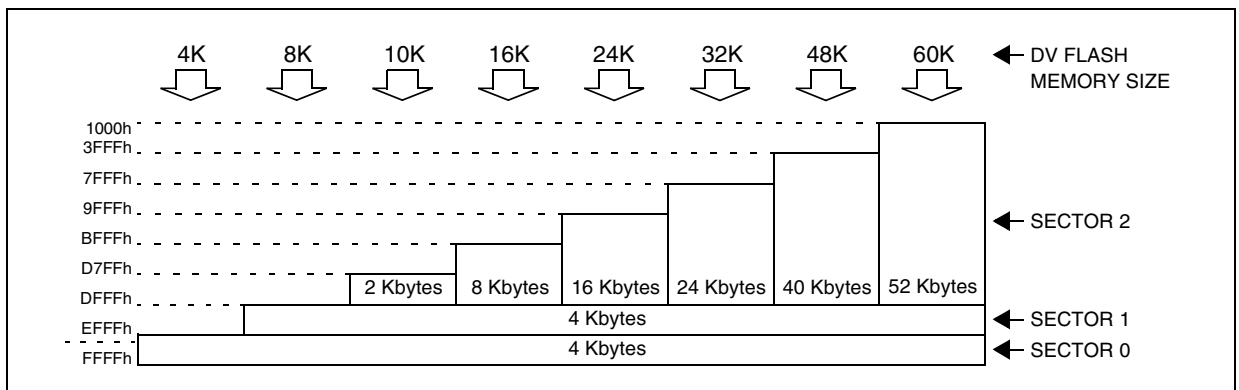 4K 8K 10K 16K 24K 32K 48K 60K DV FLASH
MEMORY SIZE
1000h
3FFFh
7FFFh
9FFFh
SECTOR 2
BFFFh
D7FFh
2 Kbytes 8 Kbytes 16 Kbytes 24 Kbytes 40 Kbytes 52 Kbytes
DFFFh
4 Kbytes SECTOR 1
EFFFh
4 Kbytes SECTOR 0
FFFFh